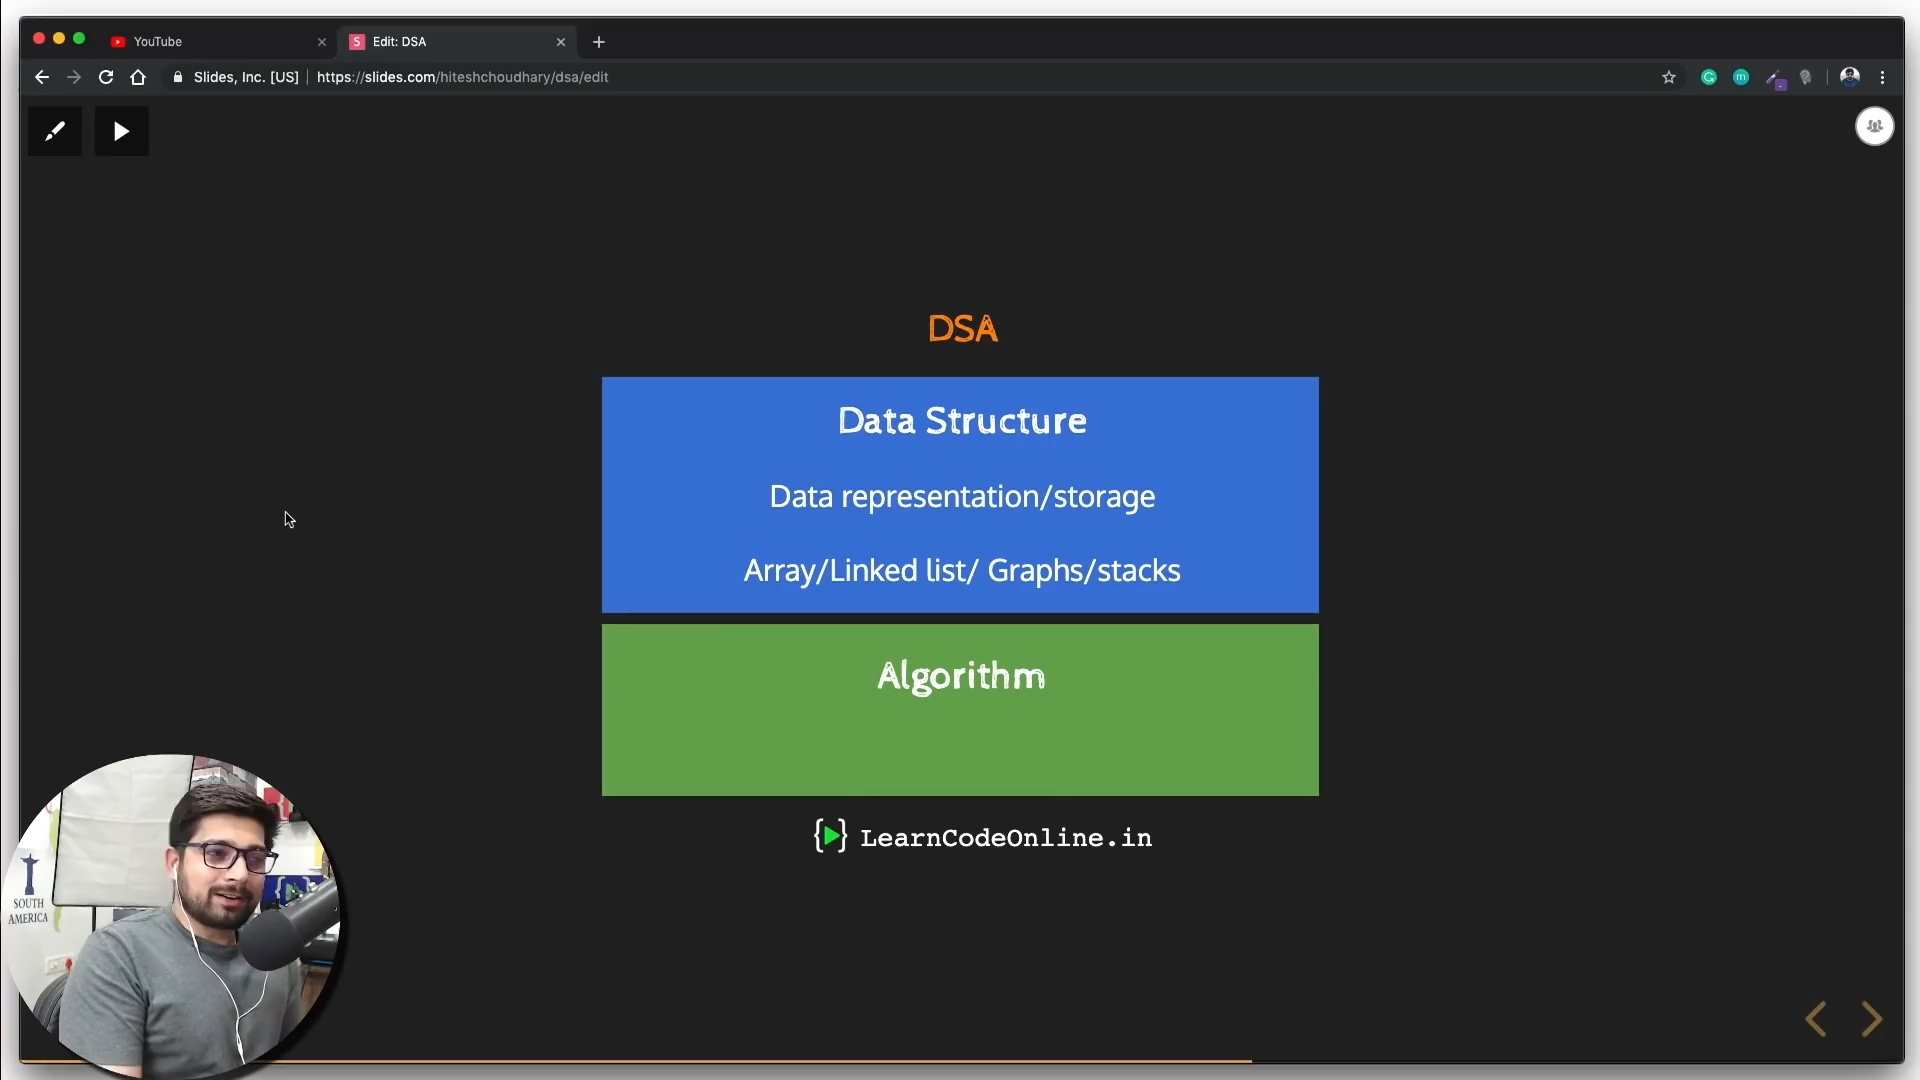 YouTube
Edit: DSA
Slides, Inc. [US] https://slides.com/hiteshchoudhary/dsa/edit
DSA
Data Structure
Data representation/storage
Array/Linked list/ Graphs/stacks
Algorithm
LearnCodeOnline.in
SOUTH
AMERICA